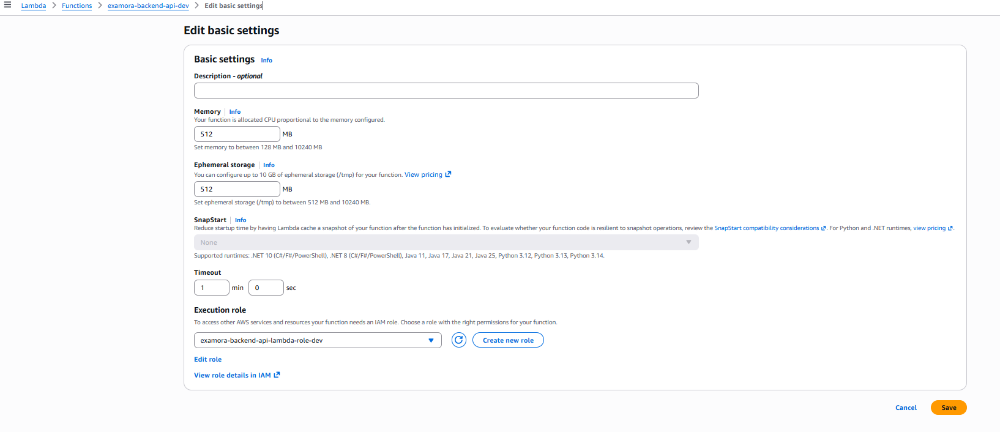 Lambda > Functions > examora-backend-api-dev > Edit basic settings
Edit basic settings
Basic settings Info
Description - optional
Memory | Info
Your function is allocated CPU proportional to the memory configured.
512 MB
Set memory to between 128 MB and 10240 MB
Ephemeral storage | Info
You can configure up to 10 GB of ephemeral storage (/tmp) for your function. View pricing
512 MB
Set ephemeral storage (/tmp) to between 512 MB and 10240 MB.
SnapStart | Info
Reduce startup time by having Lambda cache a snapshot of your function after the function has initialized. To evaluate whether your function code is resilient to snapshot operations, review the SnapStart compatibility considerations. For Python and .NET runtimes, view pricing.
None
Supported runtimes: .NET 10 (C#/F#/PowerShell), .NET 8 (C#/F#/PowerShell), Java 11, Java 17, Java 21, Java 25, Python 3.12, Python 3.13, Python 3.14.
Timeout
1 min 0 sec
Execution role
To access other AWS services and resources your function needs an IAM role. Choose a role with the right permissions for your function.
examora-backend-api-lambda-role-dev Create new role
Edit role
View role details in IAM
Cancel Save